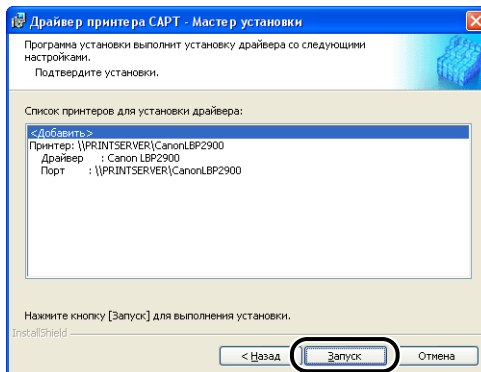 Драйвер принтера CAPT - Мастер установки
Программа установки выполнит установку драйвера со следующими
настройками.
Подтвердите установки.
Список принтеров для установки драйвера:
<Добавить>
Принтер: \\PRINTSERVER\CanonLBP2900
Драйвер : Canon LBP2900
Порт : \\PRINTSERVER\CanonLBP2900
Нажмите кнопку [Запуск] для выполнения установки.
InstallShield
< Назад Запуск Отмена